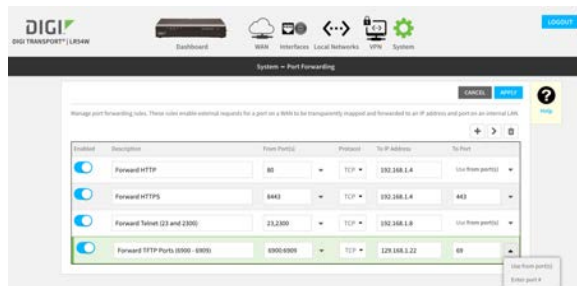 DIGI
DIGI TRANSPORT® | LR54W
LOGOUT
Dashboard WAN Interfaces Local Networks VPN System
System – Port Forwarding
CANCEL APPLY
?
Help
Manage port forwarding rules. These rules enable external requests for a port on a WAN to be transparently mapped and forwarded to an IP address and port on an internal LAN.
Enabled Description From Port(s) Protocol To IP Address To Port
Forward HTTP 80 TCP 192.168.1.4 Use from port(s)
Forward HTTPS 8443 TCP 192.168.1.4 443
Forward Telnet (23 and 2300) 23,2300 TCP 192.168.1.9 Use from port(s)
Forward TFTP Ports (6900 - 6909) 6900:6909 TCP 129.168.1.22 69
Use from port(s)
Enter port #